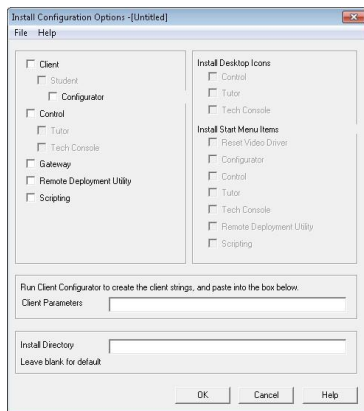 Install Configuration Options -[Untitled]
File Help
Client
Student
Configurator
Control
Tutor
Tech Console
Gateway
Remote Deployment Utility
Scripting
Install Desktop Icons
Control
Tutor
Tech Console
Install Start Menu Items
Reset Video Driver
Configurator
Control
Tutor
Tech Console
Remote Deployment Utility
Scripting
Run Client Configurator to create the client strings, and paste into the box below.
Client Parameters
Install Directory
Leave blank for default
OK Cancel Help